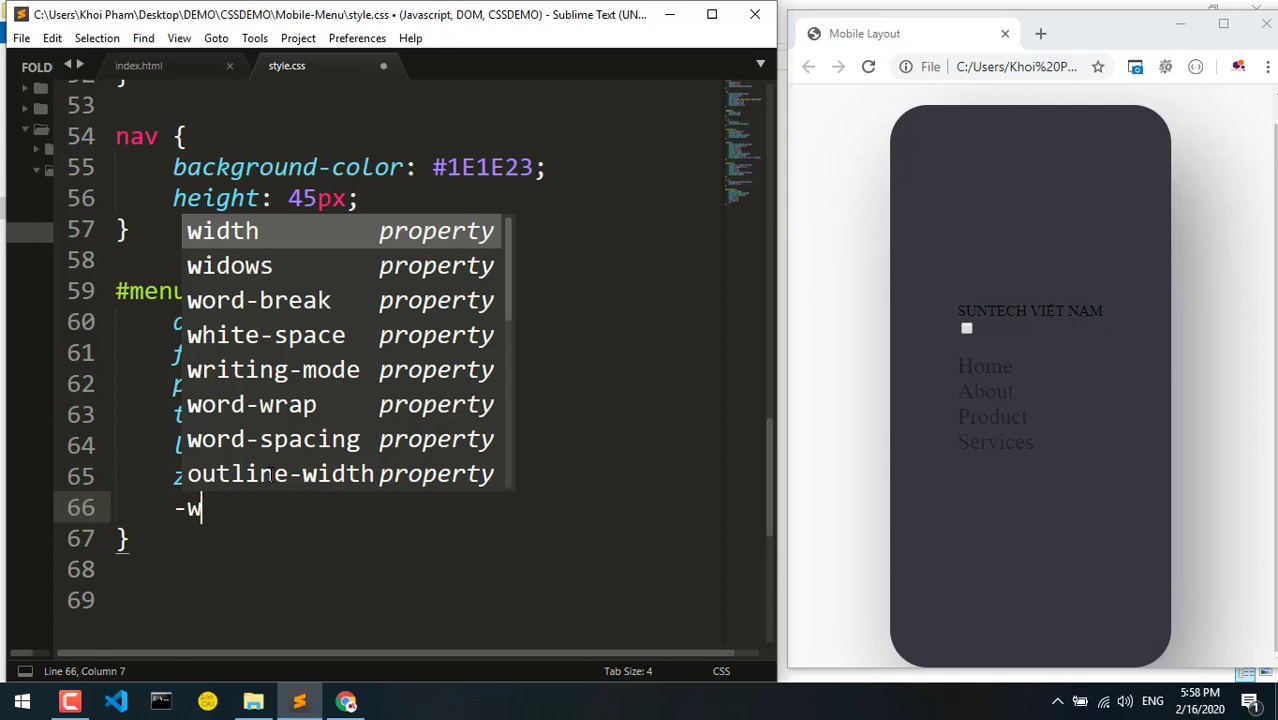 C:\Users\Khoi Pham\Desktop\DEMO\CSSDEMO\Mobile-Menu\style.css • (Javascript, DOM, CSSDEMO) - Sublime Text (UN...
File Edit Selection Find View Goto Tools Project Preferences Help
FOLD
index.html
style.css
53
54 nav {
55 background-color: #1E1E23;
56 height: 45px;
57 }
58
59 #menu
60
61
62
63
64
65
66 -w
67 }
68
69
width property
widows property
word-break property
white-space property
writing-mode property
word-wrap property
word-spacing property
outline-width property
Line 66, Column 7
Tab Size: 4
CSS
Mobile Layout
File
C:/Users/Khoi%20P...
SUNTECH VIỆT NAM
Home
About
Product
Services
ENG
5:58 PM
2/16/2020